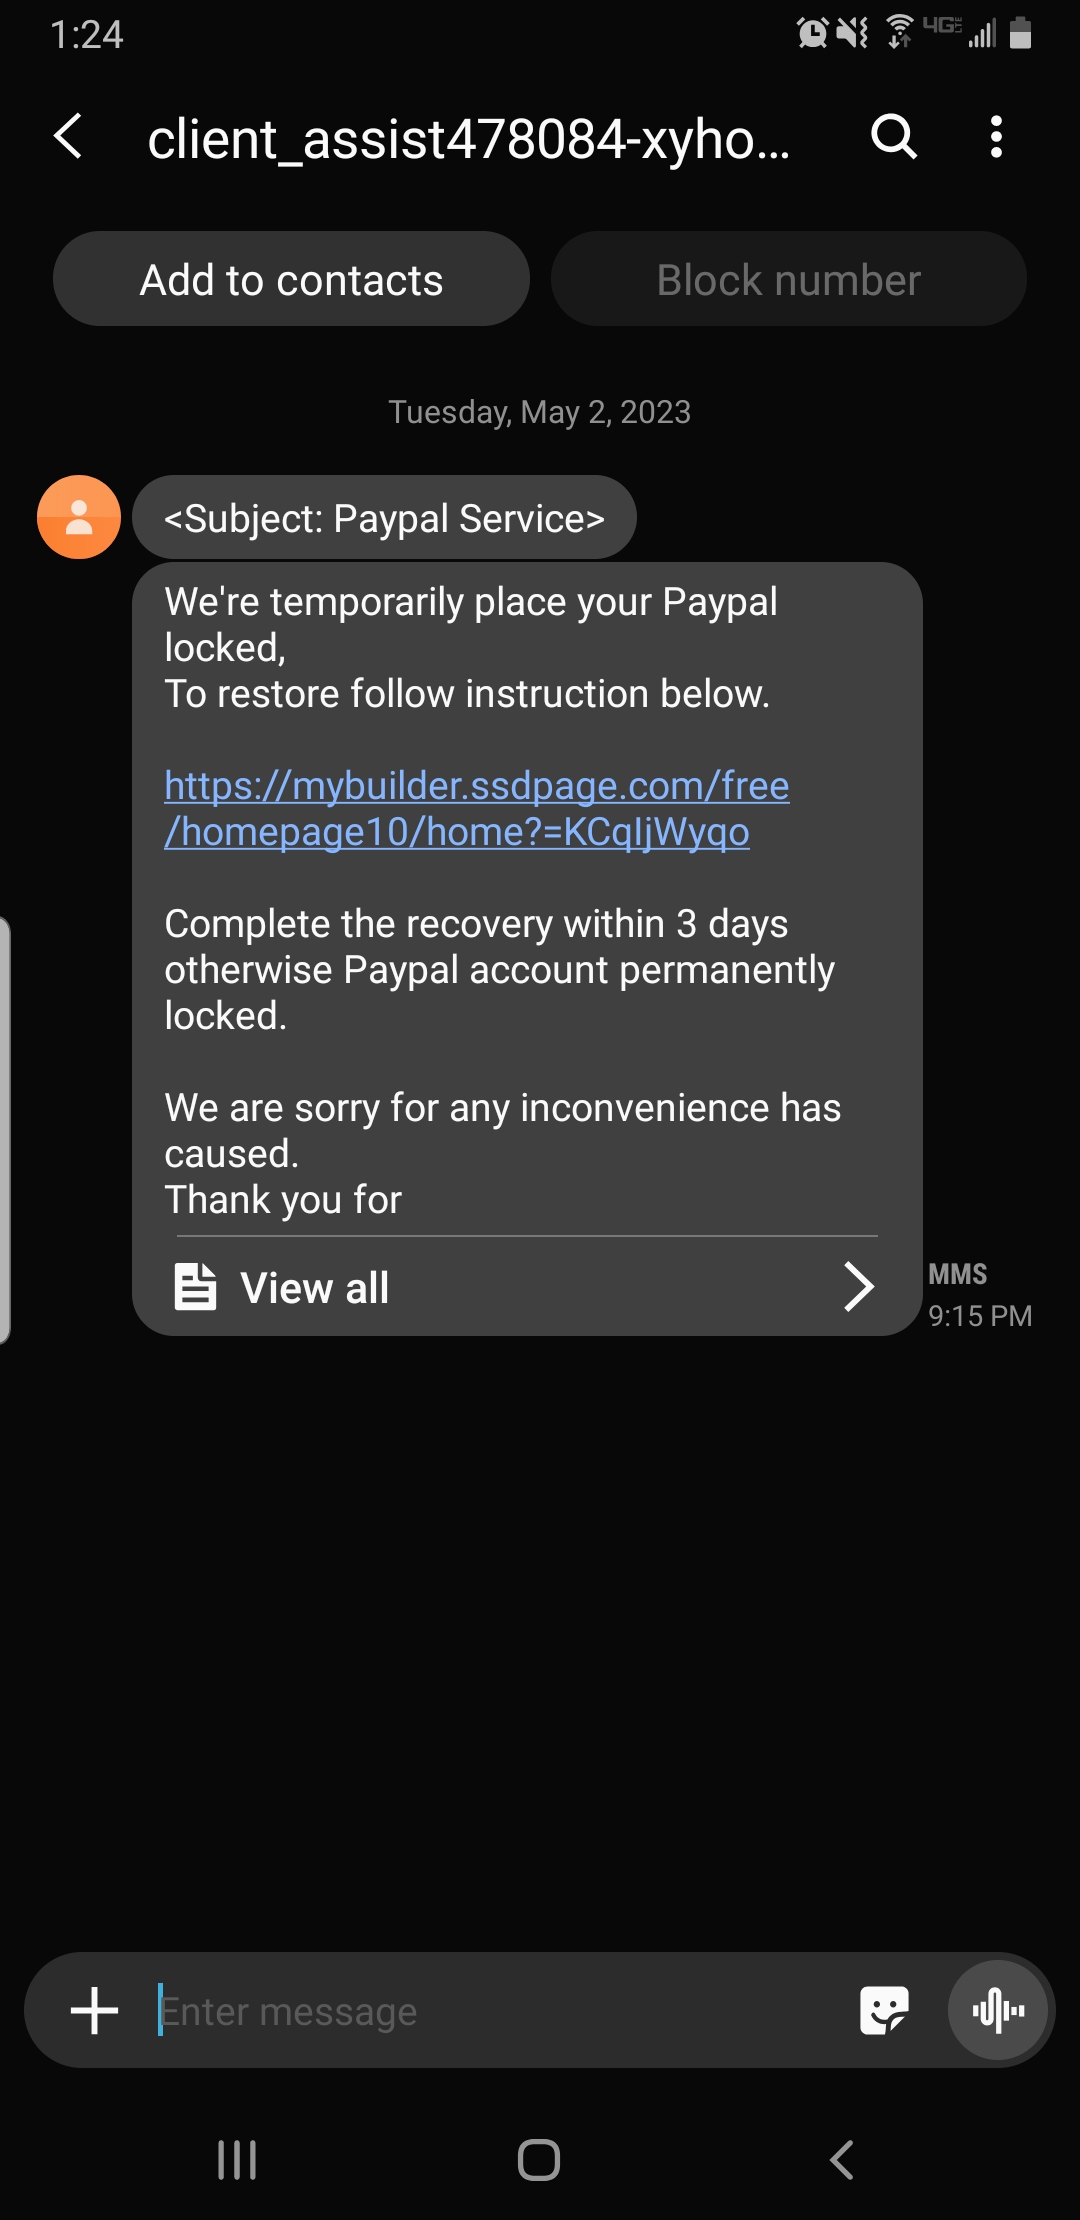 1:24
4G LTE
client_assist478084-xyho...
Add to contacts
Block number
Tuesday, May 2, 2023
<Subject: Paypal Service>
We're temporarily place your Paypal
locked,
To restore follow instruction below.
https://mybuilder.ssdpage.com/free
/homepage10/home?=KCqIjWyqo
Complete the recovery within 3 days
otherwise Paypal account permanently
locked.
We are sorry for any inconvenience has
caused.
Thank you for
View all
MMS
9:15 PM
Enter message